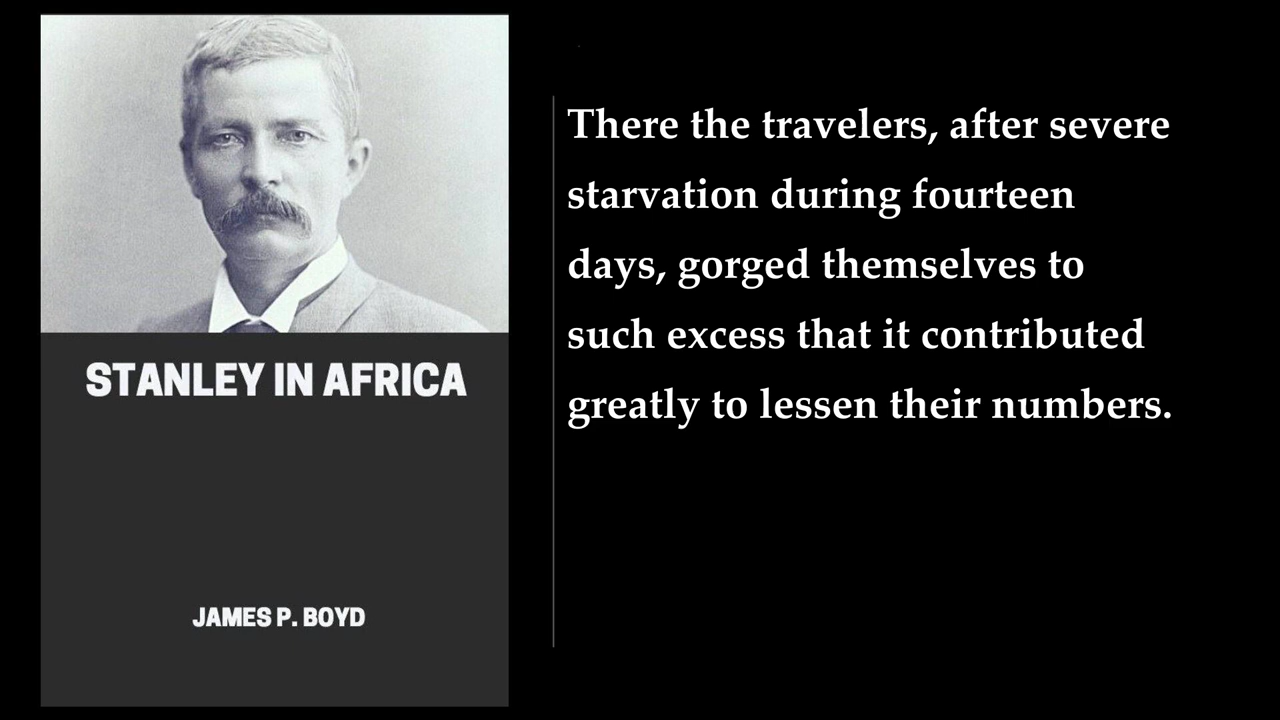 STANLEY IN AFRICA
JAMES P. BOYD
There the travelers, after severe
starvation during fourteen
days, gorged themselves to
such excess that it contributed
greatly to lessen their numbers.